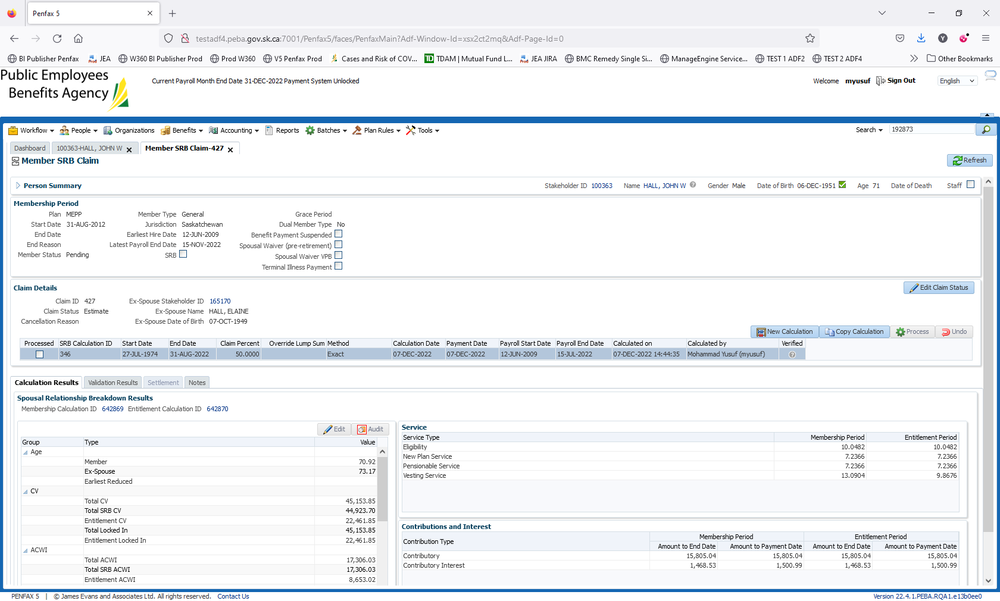 Penfax 5
testadf4.peba.gov.sk.ca:7001/Penfax5/faces/PenfaxMain?Adf-Window-Id=xsx2ct2mq&Adf-Page-Id=0
BI Publisher Penfax JEA W360 BI Publisher Prod Prod W360 V5 Penfax Prod Cases and Risk of COV... TD TDAM | Mutual Fund L... JEA JIRA BMC Remedy Single Si... ManageEngine Service... TEST 1 ADF2 TEST 2 ADF4 Other Bookmarks
Public Employees
Benefits Agency
Current Payroll Month End Date 31-DEC-2022 Payment System Unlocked
Welcome myusuf Sign Out English
Workflow People Organizations Benefits Accounting Reports Batches Plan Rules Tools Search 192873
Dashboard 100363-HALL, JOHN W Member SRB Claim-427
Member SRB Claim Refresh
Person Summary Stakeholder ID 100363 Name HALL, JOHN W Gender Male Date of Birth 06-DEC-1951 Age 71 Date of Death Staff
Membership Period
Plan MEPP Member Type General Grace Period
Start Date 31-AUG-2012 Jurisdiction Saskatchewan Dual Member Type No
End Date Earliest Hire Date 12-JUN-2009 Benefit Payment Suspended
End Reason Latest Payroll End Date 15-NOV-2022 Spousal Waiver (pre-retirement)
Member Status Pending SRB Spousal Waiver VPB
Terminal Illness Payment
Claim Details Edit Claim Status
Claim ID 427 Ex-Spouse Stakeholder ID 165170
Claim Status Estimate Ex-Spouse Name HALL, ELAINE
Cancellation Reason Ex-Spouse Date of Birth 07-OCT-1949
New Calculation Copy Calculation Process Undo
Processed SRB Calculation ID Start Date End Date Claim Percent Override Lump Sum Method Calculation Date Payment Date Payroll Start Date Payroll End Date Calculated on Calculated by Verified
346 27-JUL-1974 31-AUG-2022 50.0000 Exact 07-DEC-2022 07-DEC-2022 12-JUN-2009 15-JUL-2022 07-DEC-2022 14:44:35 Mohammad Yusuf (myusuf)
Calculation Results Validation Results Settlement Notes
Spousal Relationship Breakdown Results
Membership Calculation ID 642869 Entitlement Calculation ID 642870
Edit Audit
Group Type Value
Age
Member 70.92
Ex-Spouse 73.17
Earliest Reduced
CV
Total CV 45,153.85
Total SRB CV 44,923.70
Entitlement CV 22,461.85
Total Locked In 45,153.85
Entitlement Locked In 22,461.85
ACWI
Total ACWI 17,306.03
Total SRB ACWI 17,306.03
Entitlement ACWI 8,653.02
Service
Service Type Membership Period Entitlement Period
Eligibility 10.0482 10.0482
New Plan Service 7.2366 7.2366
Pensionable Service 7.2366 7.2366
Vesting Service 13.0904 9.8676
Contributions and Interest
Contribution Type Membership Period Entitlement Period
Amount to End Date Amount to Payment Date Amount to End Date Amount to Payment Date
Contributory 15,805.04 15,805.04 15,805.04 15,805.04
Contributory Interest 1,468.53 1,500.99 1,468.53 1,500.99
PENFAX 5 | © James Evans and Associates Ltd. All rights reserved. Contact Us Version 22.4.1.PEBA.RQA1.e13b0ee0